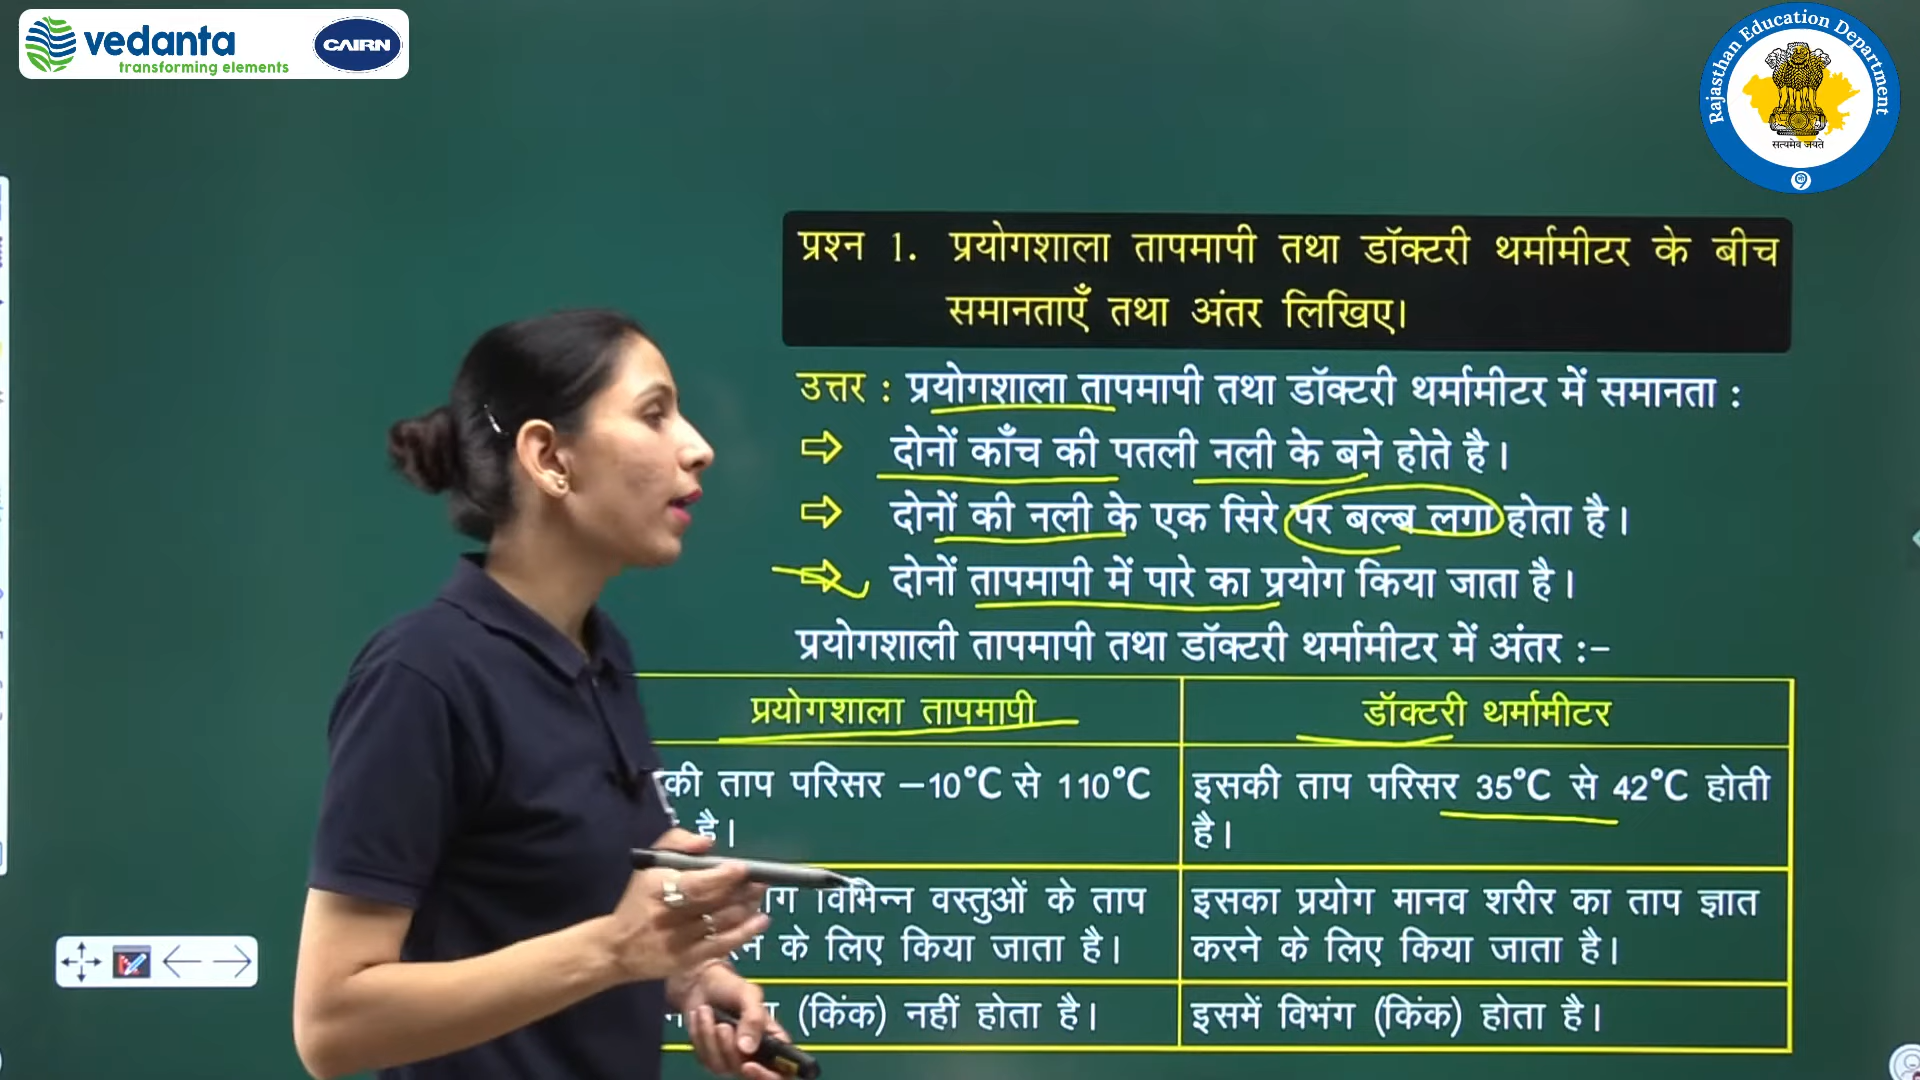 vedanta
transforming elements
CAIRN
Rajasthan Education Department
सत्यमेव जयते
प्रश्न 1. प्रयोगशाला तापमापी तथा डॉक्टरी थर्मामीटर के बीच
समानताएँ तथा अंतर लिखिए।
उत्तर : प्रयोगशाला तापमापी तथा डॉक्टरी थर्मामीटर में समानता :
दोनों काँच की पतली नली के बने होते है।
दोनों की नली के एक सिरे पर बल्ब लगा होता है।
दोनों तापमापी में पारे का प्रयोग किया जाता है।
प्रयोगशाली तापमापी तथा डॉक्टरी थर्मामीटर में अंतर :–
प्रयोगशाला तापमापी
की ताप परिसर –10°C से 110°C
है।
विभिन्न वस्तुओं के ताप
के लिए किया जाता है।
(किंक) नहीं होता है।
डॉक्टरी थर्मामीटर
इसकी ताप परिसर 35°C से 42°C होती
है।
इसका प्रयोग मानव शरीर का ताप ज्ञात
करने के लिए किया जाता है।
इसमें विभंग (किंक) होता है।